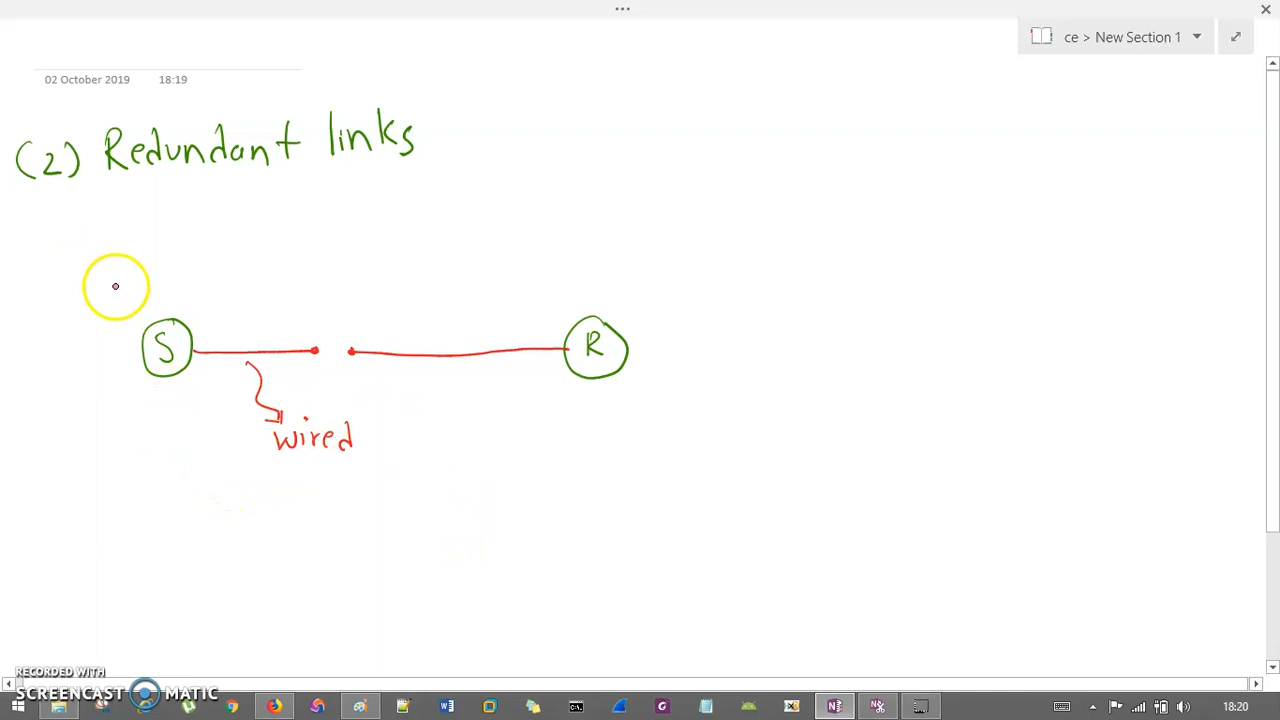 ce > New Section 1
02 October 2019 18:19
(2) Redundant links
S R
wired
RECORDED WITH
SCREENCAST MATIC
18:20